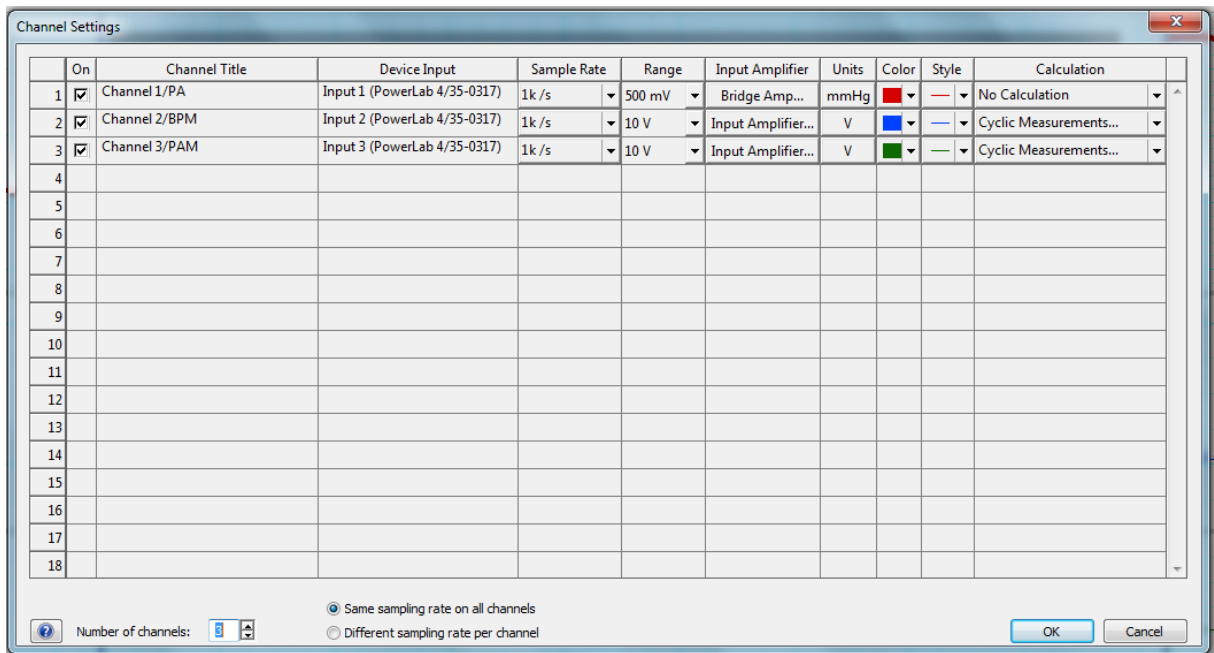 Channel Settings
On Channel Title Device Input Sample Rate Range Input Amplifier Units Color Style Calculation
1 Channel 1/PA Input 1 (PowerLab 4/35-0317) 1k /s 500 mV Bridge Amp... mmHg No Calculation
2 Channel 2/BPM Input 2 (PowerLab 4/35-0317) 1k /s 10 V Input Amplifier... V Cyclic Measurements...
3 Channel 3/PAM Input 3 (PowerLab 4/35-0317) 1k /s 10 V Input Amplifier... V Cyclic Measurements...
4
5
6
7
8
9
10
11
12
13
14
15
16
17
18
Same sampling rate on all channels
Number of channels: 3 Different sampling rate per channel OK Cancel